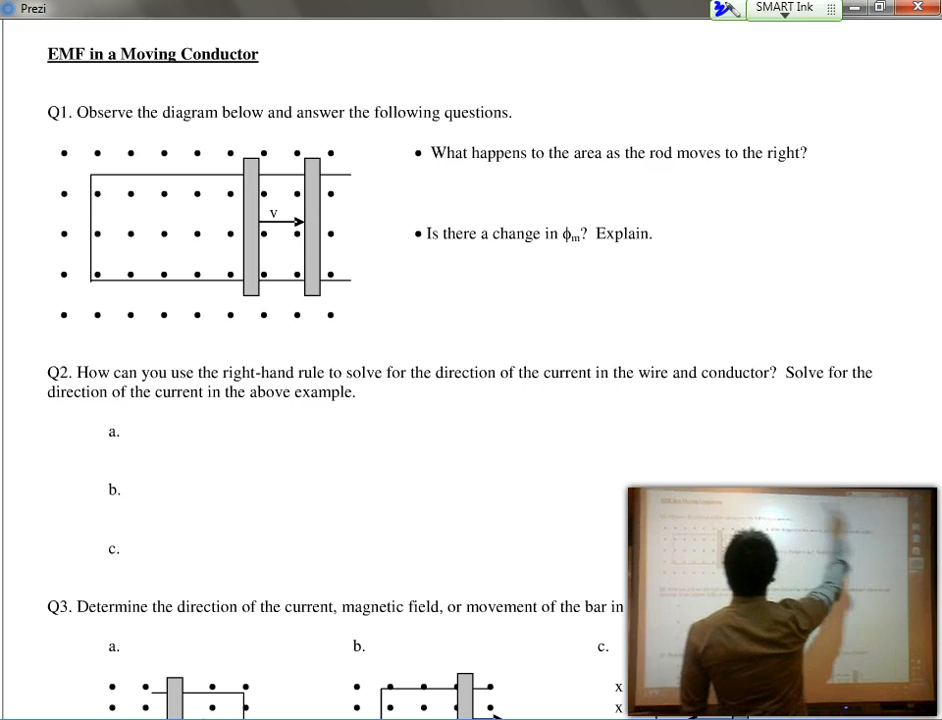 Prezi
SMART Ink
EMF in a Moving Conductor
Q1. Observe the diagram below and answer the following questions.
• What happens to the area as the rod moves to the right?
v
• Is there a change in ϕm? Explain.
Q2. How can you use the right-hand rule to solve for the direction of the current in the wire and conductor? Solve for the
direction of the current in the above example.
a.
b.
c.
Q3. Determine the direction of the current, magnetic field, or movement of the bar in
a. b. c.
x
x